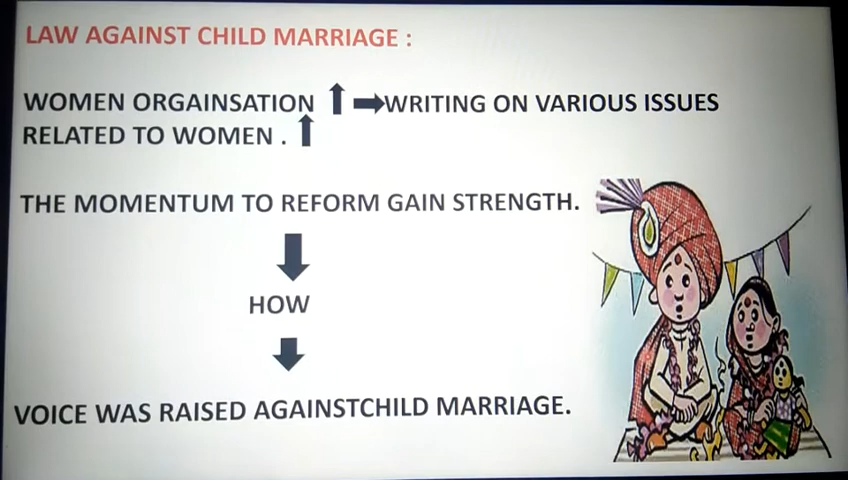 LAW AGAINST CHILD MARRIAGE :
WOMEN ORGAINSATION ⬆ ➡WRITING ON VARIOUS ISSUES
RELATED TO WOMEN . ⬆
THE MOMENTUM TO REFORM GAIN STRENGTH.
HOW
VOICE WAS RAISED AGAINSTCHILD MARRIAGE.